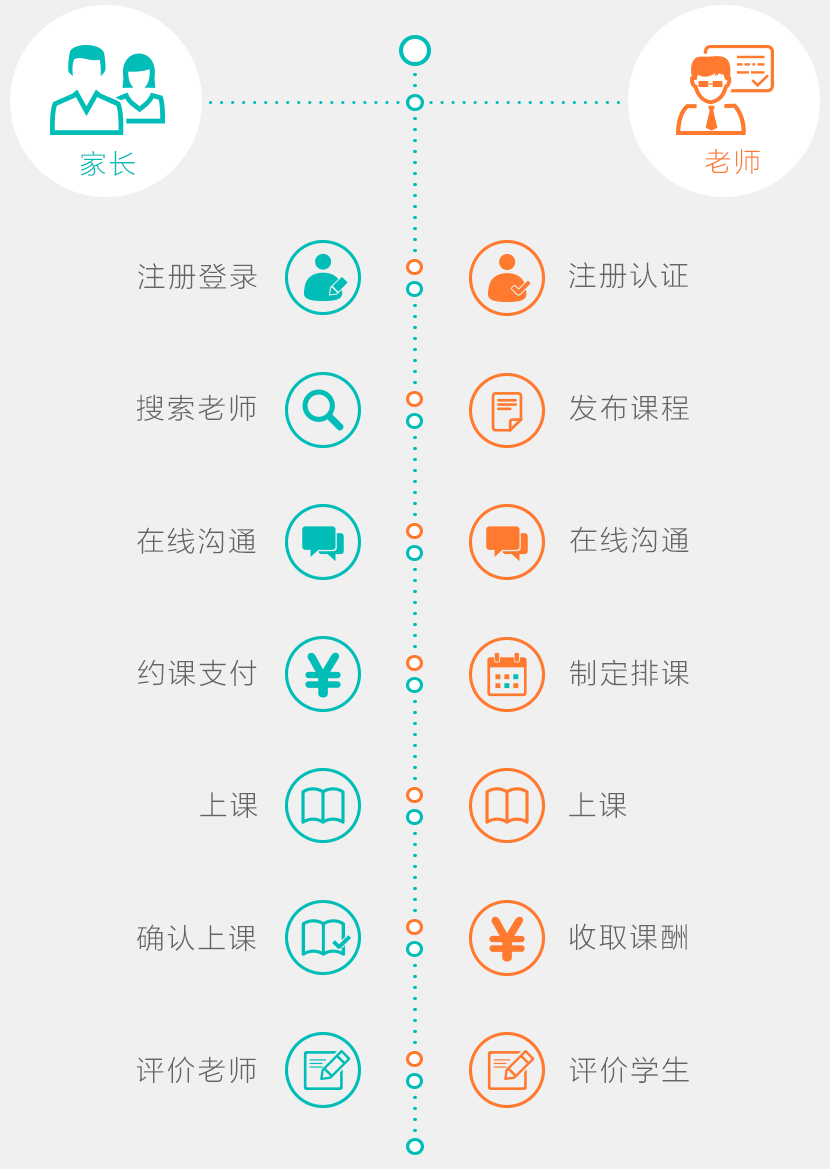 家长
老师
注册登录
注册认证
搜索老师
发布课程
在线沟通
在线沟通
约课支付
制定排课
上课
上课
确认上课
收取课酬
评价老师
评价学生